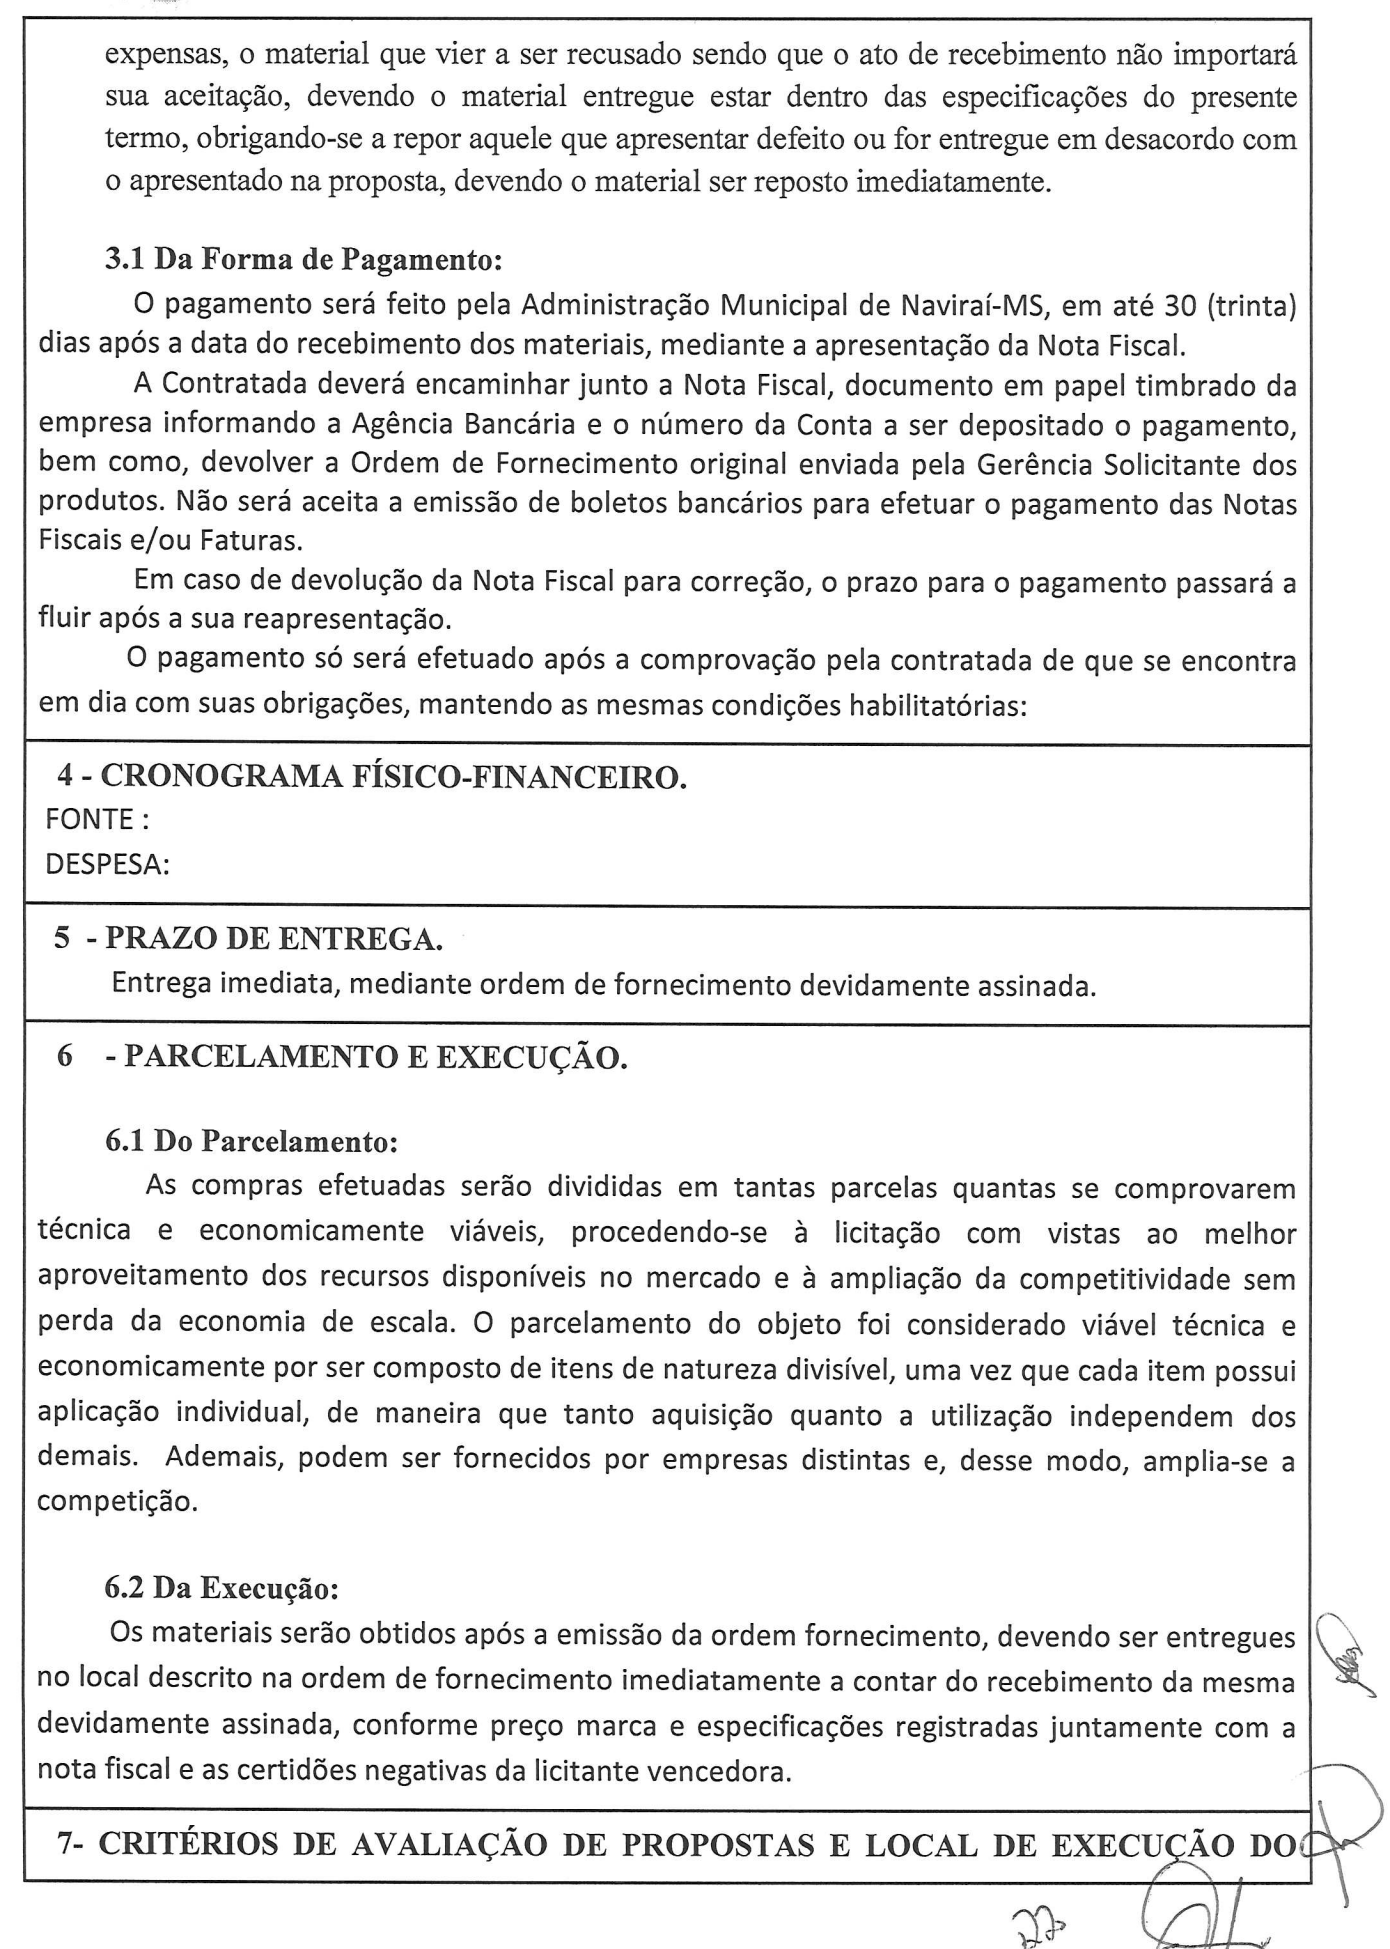 expensas, o material que vier a ser recusado sendo que o ato de recebimento não importará
sua aceitação, devendo o material entregue estar dentro das especificações do presente
termo, obrigando-se a repor aquele que apresentar defeito ou for entregue em desacordo com
o apresentado na proposta, devendo o material ser reposto imediatamente.
3.1 Da Forma de Pagamento:
O pagamento será feito pela Administração Municipal de Naviraí-MS, em até 30 (trinta)
dias após a data do recebimento dos materiais, mediante a apresentação da Nota Fiscal.
A Contratada deverá encaminhar junto a Nota Fiscal, documento em papel timbrado da
empresa informando a Agência Bancária e o número da Conta a ser depositado o pagamento,
bem como, devolver a Ordem de Fornecimento original enviada pela Gerência Solicitante dos
produtos. Não será aceita a emissão de boletos bancários para efetuar o pagamento das Notas
Fiscais e/ou Faturas.
Em caso de devolução da Nota Fiscal para correção, o prazo para o pagamento passará a
fluir após a sua reapresentação.
O pagamento só será efetuado após a comprovação pela contratada de que se encontra
em dia com suas obrigações, mantendo as mesmas condições habilitatórias:
4 - CRONOGRAMA FÍSICO-FINANCEIRO.
FONTE :
DESPESA:
5 - PRAZO DE ENTREGA.
Entrega imediata, mediante ordem de fornecimento devidamente assinada.
6 - PARCELAMENTO E EXECUÇÃO.
6.1 Do Parcelamento:
As compras efetuadas serão divididas em tantas parcelas quantas se comprovarem
técnica e economicamente viáveis, procedendo-se à licitação com vistas ao melhor
aproveitamento dos recursos disponíveis no mercado e à ampliação da competitividade sem
perda da economia de escala. O parcelamento do objeto foi considerado viável técnica e
economicamente por ser composto de itens de natureza divisível, uma vez que cada item possui
aplicação individual, de maneira que tanto aquisição quanto a utilização independem dos
demais. Ademais, podem ser fornecidos por empresas distintas e, desse modo, amplia-se a
competição.
6.2 Da Execução:
Os materiais serão obtidos após a emissão da ordem fornecimento, devendo ser entregues
no local descrito na ordem de fornecimento imediatamente a contar do recebimento da mesma
devidamente assinada, conforme preço marca e especificações registradas juntamente com a
nota fiscal e as certidões negativas da licitante vencedora.
7- CRITÉRIOS DE AVALIAÇÃO DE PROPOSTAS E LOCAL DE EXECUÇÃO DO